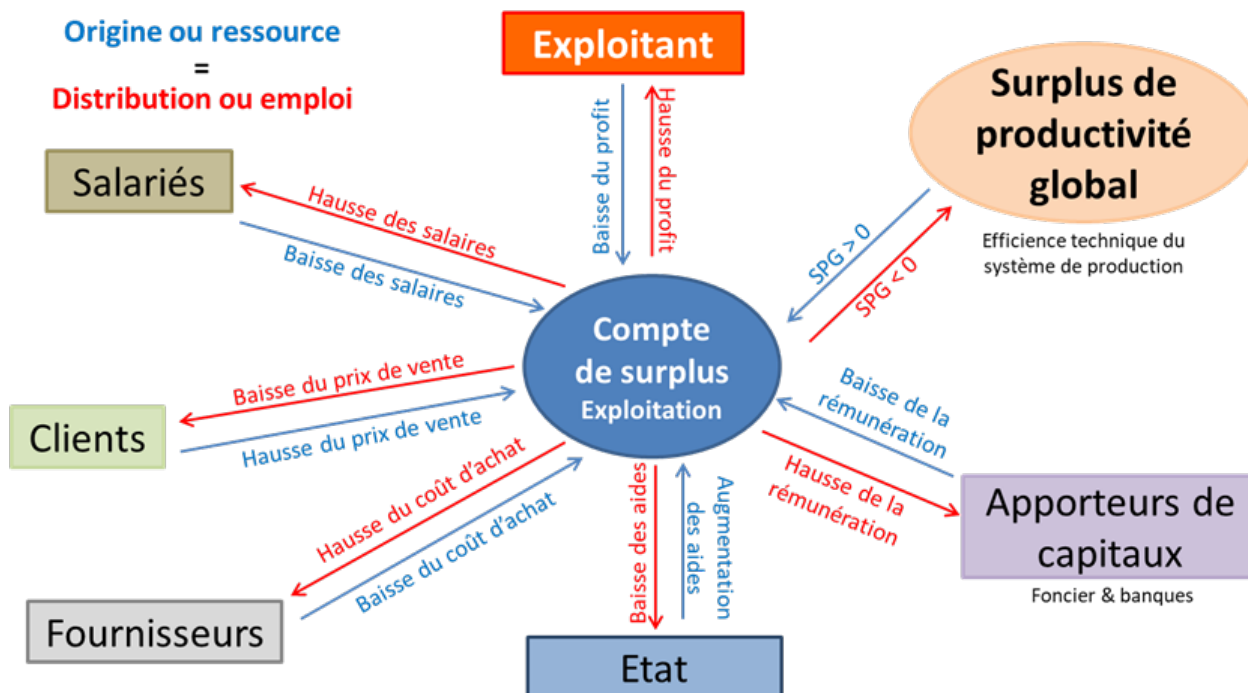 Origine ou ressource
=
Distribution ou emploi
Exploitant
Surplus de
productivité
global
Efficience technique du
système de production
Salariés
Hausse des salaires
Baisse des salaires
Baisse du profit
Hausse du profit
SPG > 0
SPG < 0
Compte
de surplus
Exploitation
Clients
Baisse du prix de vente
Hausse du prix de vente
Baisse de la
rémunération
Hausse de la
rémunération
Apporteurs de
capitaux
Foncier & banques
Hausse du coût d'achat
Baisse du coût d'achat
Fournisseurs
Baisse des aides
Augmentation
des aides
Etat